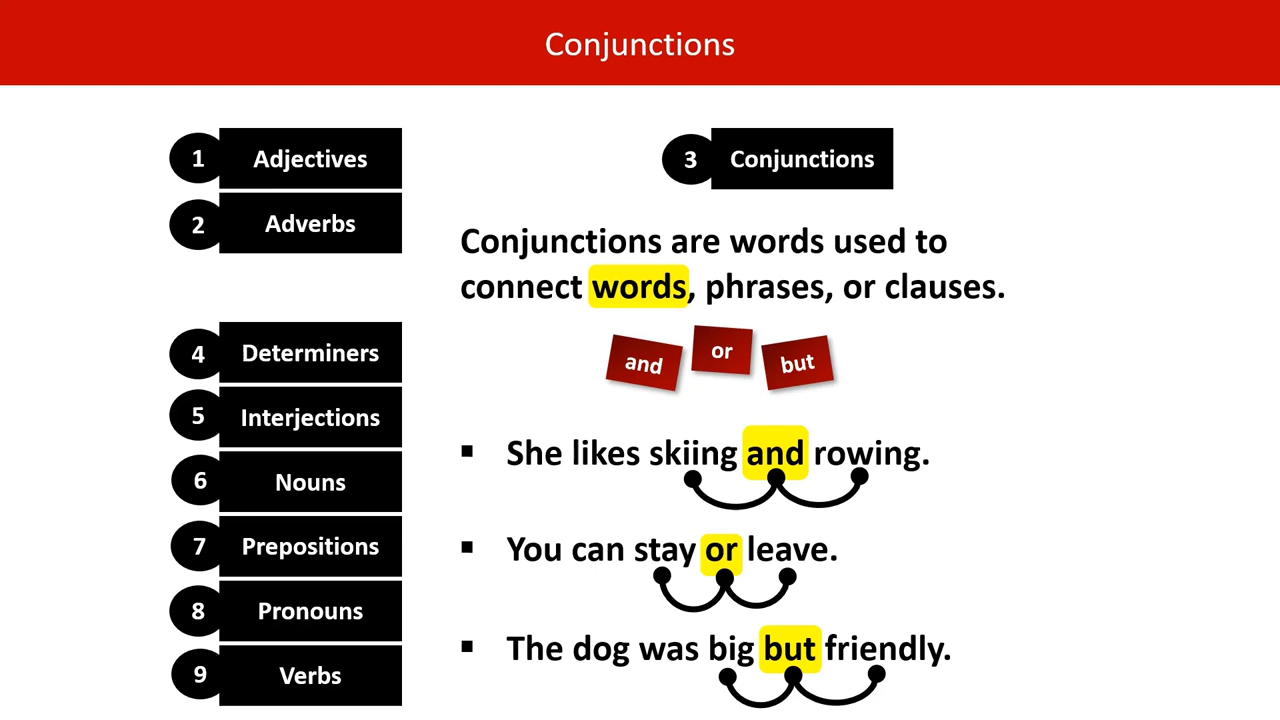 Conjunctions
1 Adjectives
2 Adverbs
4 Determiners
5 Interjections
6 Nouns
7 Prepositions
8 Pronouns
9 Verbs
3 Conjunctions
Conjunctions are words used to
connect words, phrases, or clauses.
and or but
▪ She likes skiing and rowing.
▪ You can stay or leave.
▪ The dog was big but friendly.